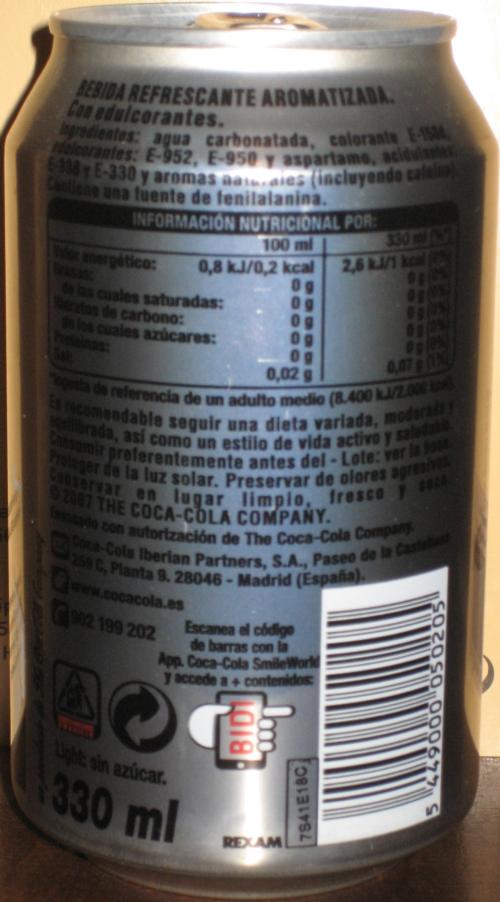 BEBIDA REFRESCANTE AROMATIZADA.
Con edulcorantes.
Ingredientes: agua carbonatada, colorante E-150d,
edulcorantes: E-952, E-950 y aspartamo, acidulantes
E-338 y E-330 y aromas naturales (incluyendo cafeína)
Contiene una fuente de fenilalanina.
INFORMACIÓN NUTRICIONAL POR:
100 ml 330 ml (%*)
Valor energético: 0,8 kJ/0,2 kcal 2,6 kJ/1 kcal (0%)
Grasas: 0 g 0 g (0%)
de las cuales saturadas: 0 g 0 g (0%)
Hidratos de carbono: 0 g 0 g (0%)
de los cuales azúcares: 0 g 0 g (0%)
Proteínas: 0 g 0 g (0%)
Sal: 0,02 g 0,07 g (1%)
*Ingesta de referencia de un adulto medio (8.400 kJ/2.000 kcal).
Es recomendable seguir una dieta variada, moderada y
equilibrada, así como un estilo de vida activo y saludable.
Consumir preferentemente antes del - Lote: ver la base.
Proteger de la luz solar. Preservar de olores agresivos.
Conservar en lugar limpio, fresco y seco.
© 2007 THE COCA-COLA COMPANY.
Envasado con autorización de The Coca-Cola Company.
Coca-Cola Iberian Partners, S.A., Paseo de la Castellana
259 C, Planta 9. 28046 - Madrid (España).
www.cocacola.es
902 199 202
Escanea el código
de barras con la
App. Coca-Cola SmileWorld
y accede a + contenidos:
BIDI
Light: sin azúcar.
330 ml
REXAM
7S41E18C
5 449000 050205